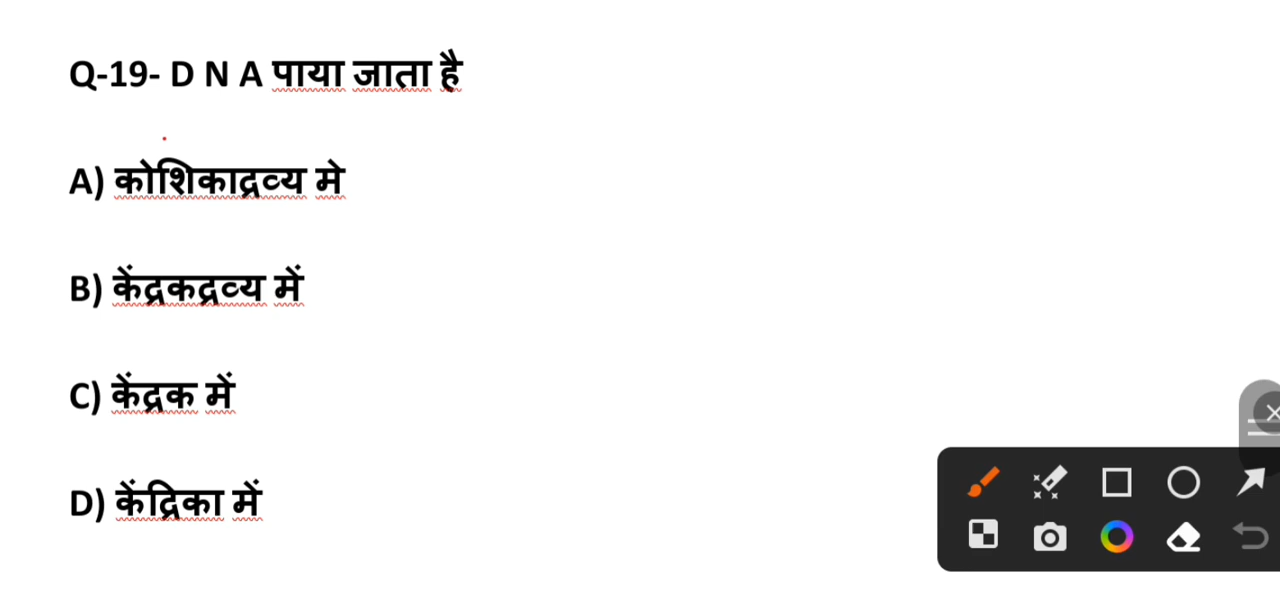 Q-19- D N A पाया जाता है
A) कोशिकाद्रव्य मे
B) केंद्रकद्रव्य में
C) केंद्रक में
D) केंद्रिका में